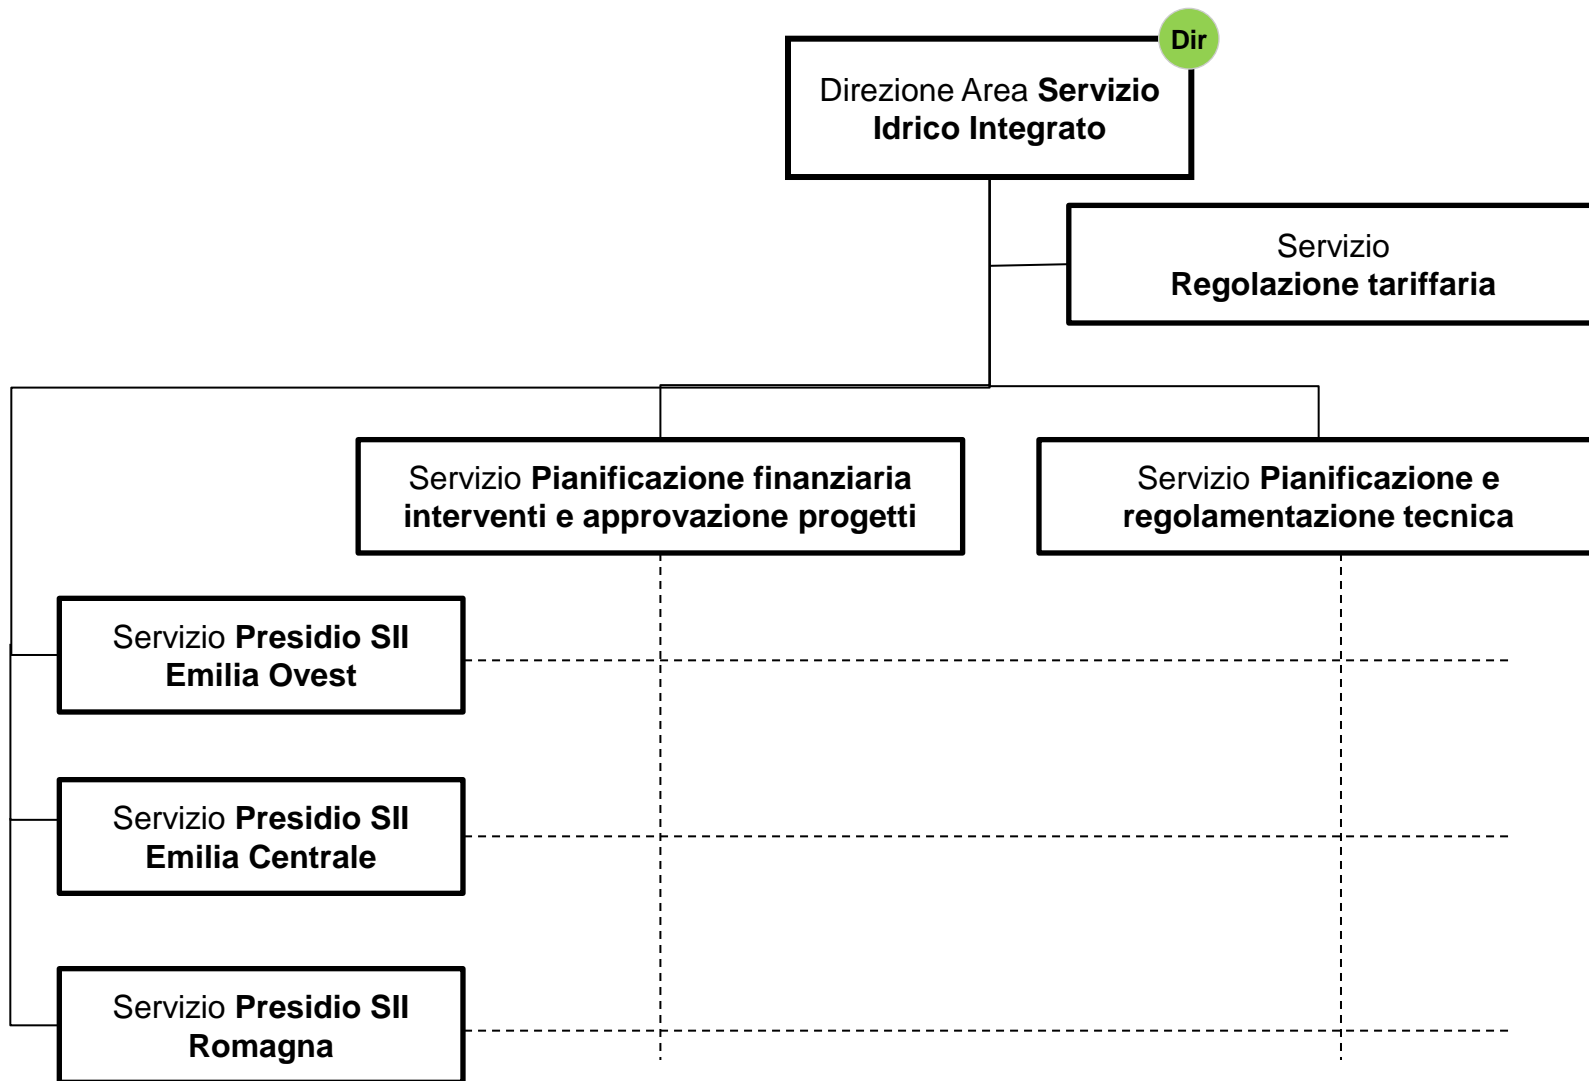 Dir
Direzione Area Servizio
Idrico Integrato
Servizio
Regolazione tariffaria
Servizio Pianificazione finanziaria
interventi e approvazione progetti
Servizio Pianificazione e
regolamentazione tecnica
Servizio Presidio SII
Emilia Ovest
Servizio Presidio SII
Emilia Centrale
Servizio Presidio SII
Romagna